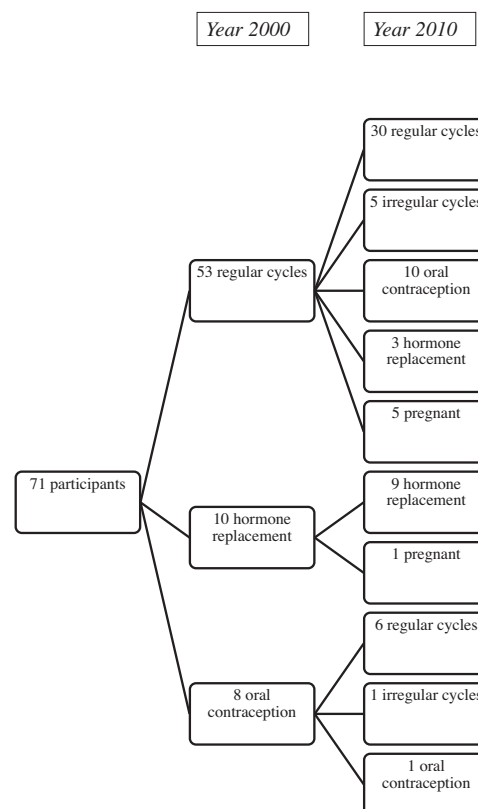 Year 2000
Year 2010
30 regular cycles
5 irregular cycles
53 regular cycles
10 oral
contraception
3 hormone
replacement
5 pregnant
71 participants
10 hormone
replacement
9 hormone
replacement
1 pregnant
8 oral
contraception
6 regular cycles
1 irregular cycles
1 oral
contraception